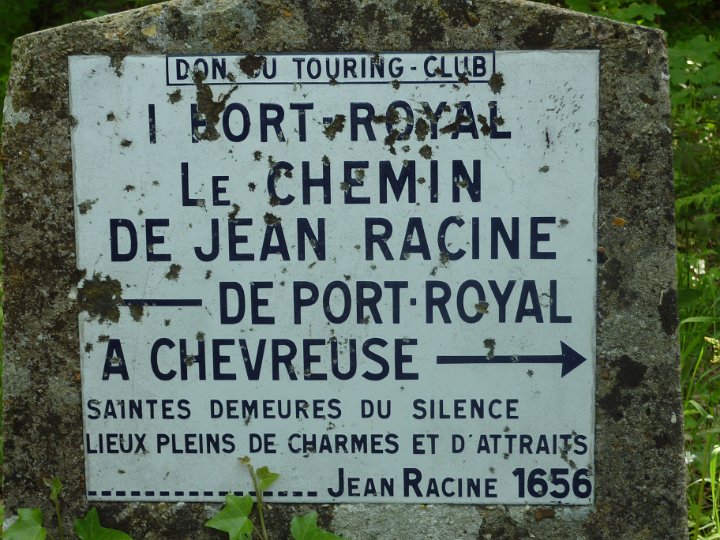 DON DU TOURING-CLUB
I PORT-ROYAL
LE CHEMIN
DE JEAN RACINE
DE PORT-ROYAL
A CHEVREUSE
SAINTES DEMEURES DU SILENCE
LIEUX PLEINS DE CHARMES ET D'ATTRAITS
JEAN RACINE 1656